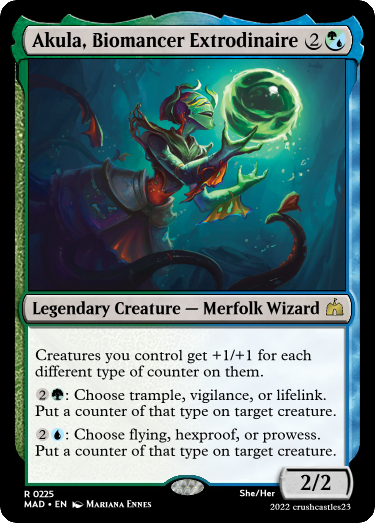 Akula, Biomancer Extrodinaire 2
Legendary Creature — Merfolk Wizard
Creatures you control get +1/+1 for each
different type of counter on them.
2: Choose trample, vigilance, or lifelink.
Put a counter of that type on target creature.
2: Choose flying, hexproof, or prowess.
Put a counter of that type on target creature.
2/2
R 0225
She/Her
MAD • EN Mariana Ennes
2022 crushcastles23